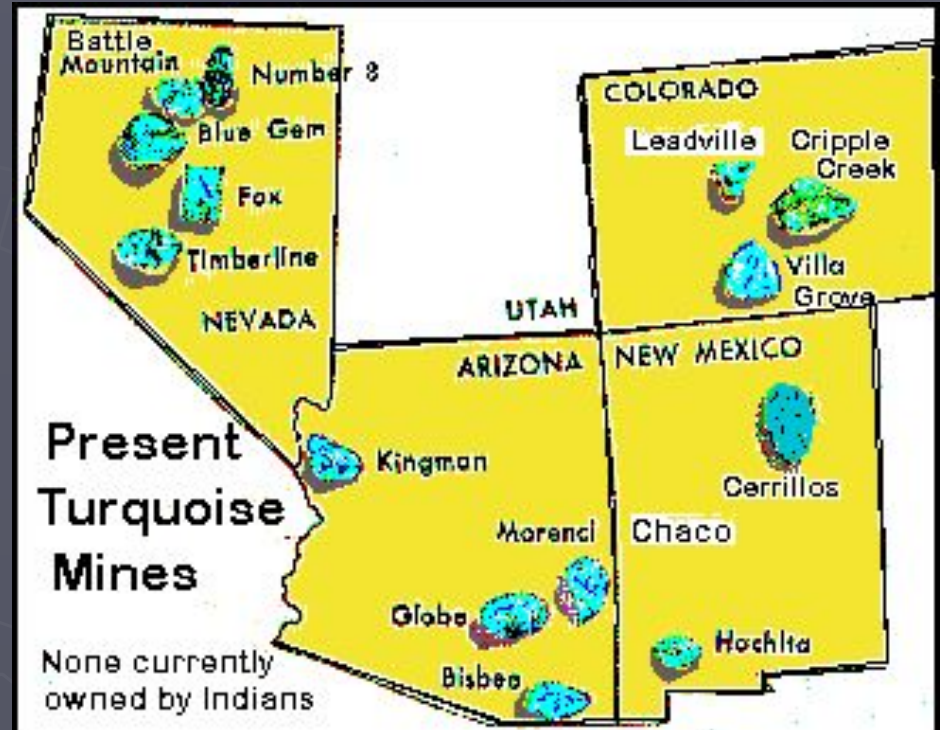 Battle
Mountain
Number 8
Blue Gem
Fox
Timberline
NEVADA
UTAH
COLORADO
Leadville
Cripple
Creek
Villa
Grove
ARIZONA
NEW MEXICO
Kingman
Cerrillos
Morenci
Chaco
Globe
Hachita
Bisbee
Present
Turquoise
Mines
None currently
owned by Indians